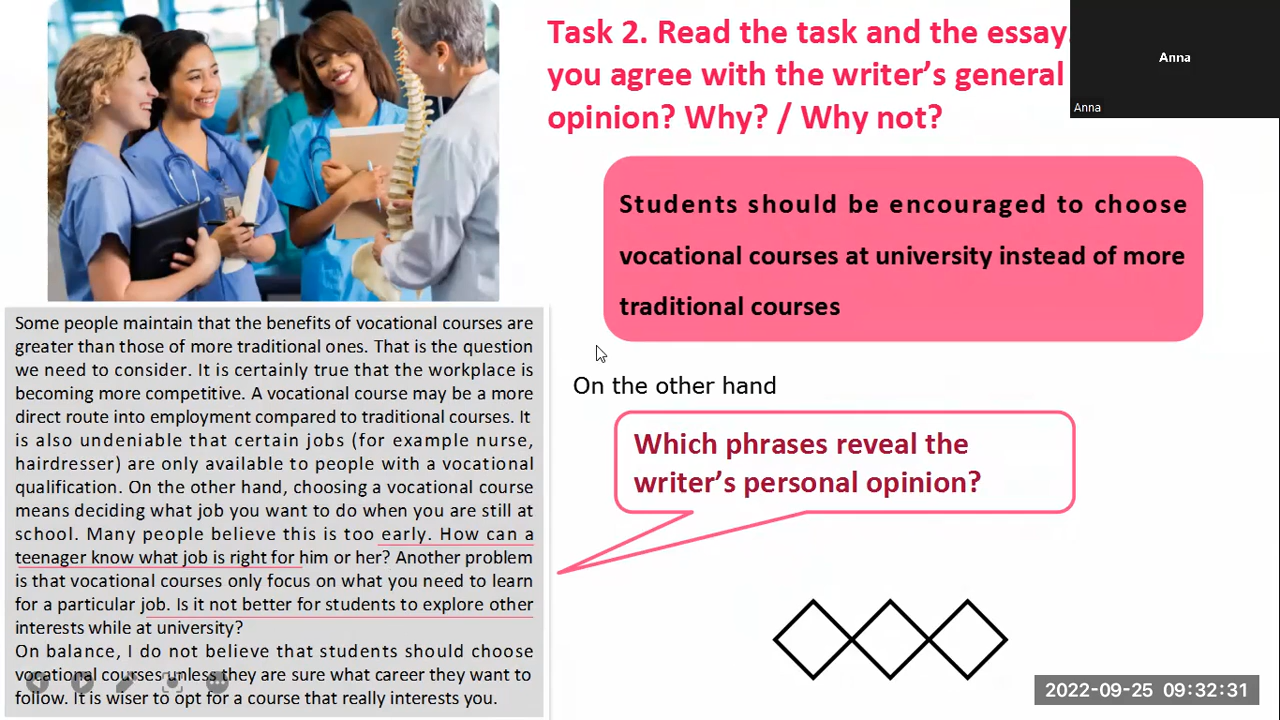 Task 2. Read the task and the essay.
you agree with the writer's general
opinion? Why? / Why not?
Anna
Anna
Students should be encouraged to choose
vocational courses at university instead of more
traditional courses
On the other hand
Which phrases reveal the
writer's personal opinion?
Some people maintain that the benefits of vocational courses are
greater than those of more traditional ones. That is the question
we need to consider. It is certainly true that the workplace is
becoming more competitive. A vocational course may be a more
direct route into employment compared to traditional courses. It
is also undeniable that certain jobs (for example nurse,
hairdresser) are only available to people with a vocational
qualification. On the other hand, choosing a vocational course
means deciding what job you want to do when you are still at
school. Many people believe this is too early. How can a
teenager know what job is right for him or her? Another problem
is that vocational courses only focus on what you need to learn
for a particular job. Is it not better for students to explore other
interests while at university?
On balance, I do not believe that students should choose
vocational courses unless they are sure what career they want to
follow. It is wiser to opt for a course that really interests you.
2022-09-25 09:32:31